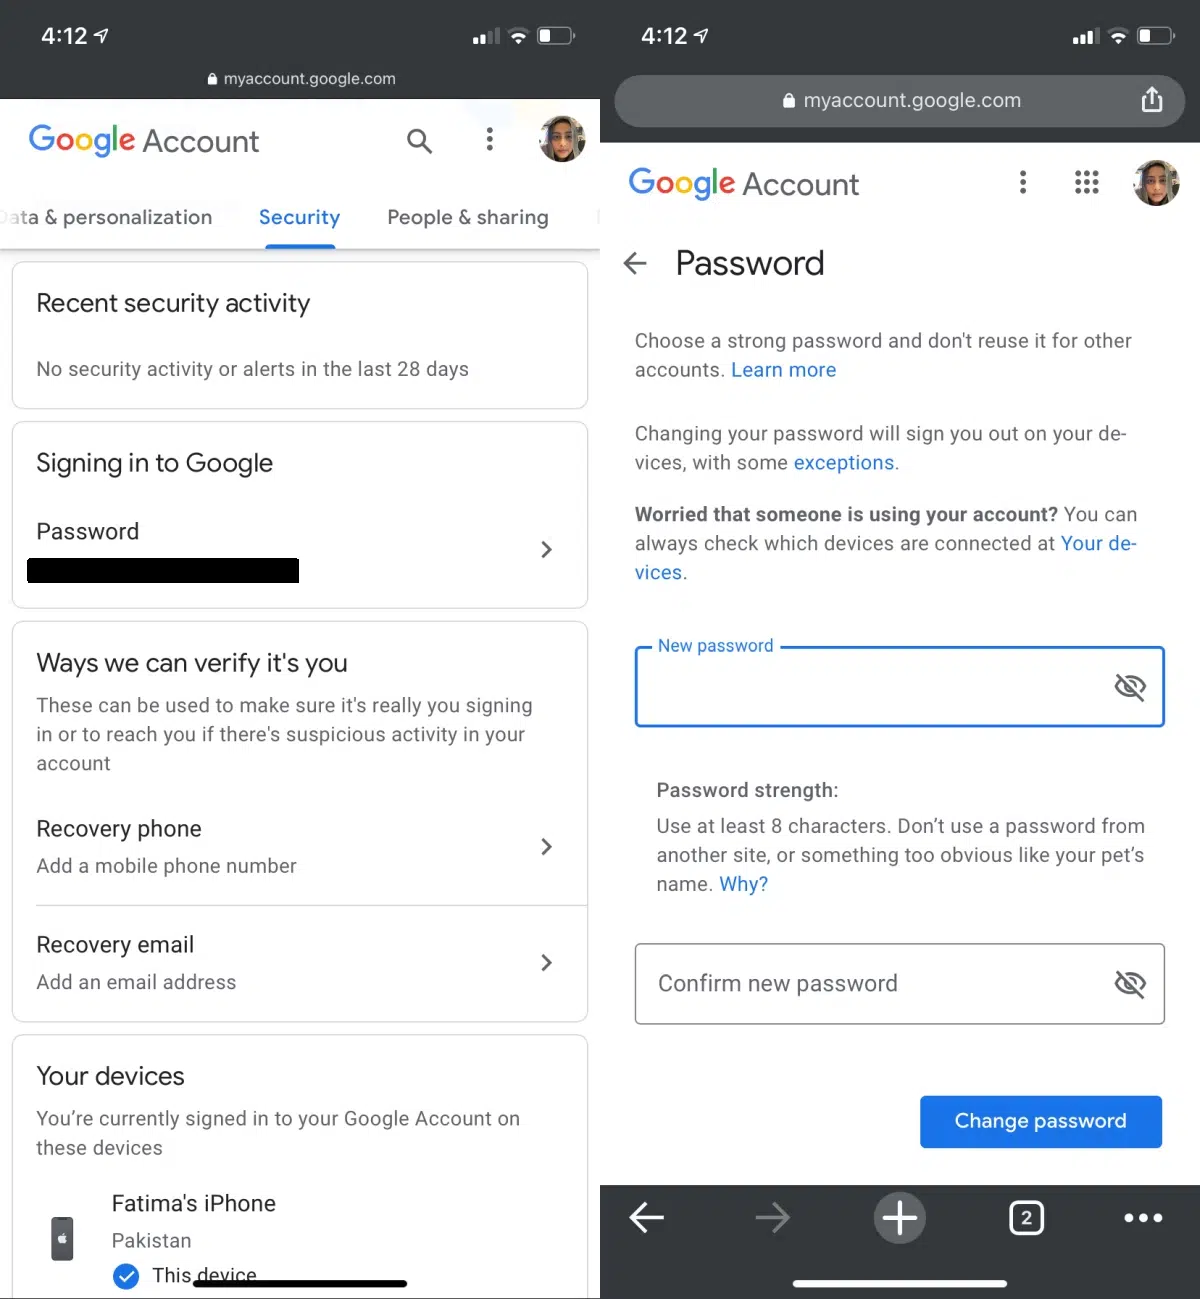 4:12
myaccount.google.com
Google Account
Data & personalization Security People & sharing
Recent security activity
No security activity or alerts in the last 28 days
Signing in to Google
Password
Ways we can verify it's you
These can be used to make sure it's really you signing
in or to reach you if there's suspicious activity in your
account
Recovery phone
Add a mobile phone number
Recovery email
Add an email address
Your devices
You’re currently signed in to your Google Account on
these devices
Fatima's iPhone
Pakistan
This device
4:12
myaccount.google.com
Google Account
Password
Choose a strong password and don't reuse it for other
accounts. Learn more
Changing your password will sign you out on your de-
vices, with some exceptions.
Worried that someone is using your account? You can
always check which devices are connected at Your de-
vices.
New password
Password strength:
Use at least 8 characters. Don’t use a password from
another site, or something too obvious like your pet’s
name. Why?
Confirm new password
Change password
2